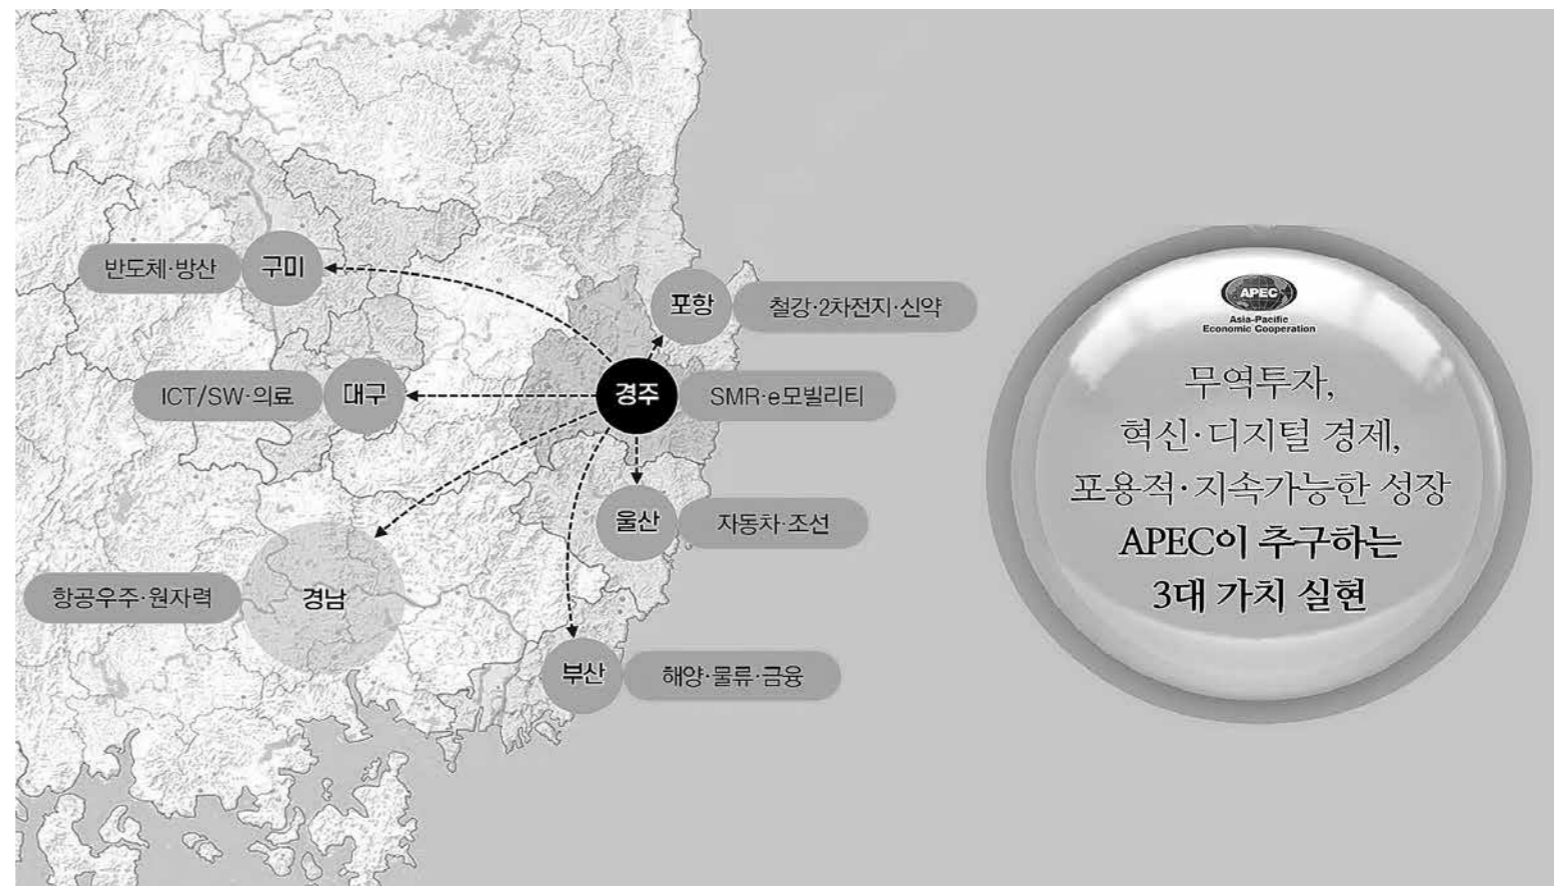 반도체·방산
구미
포항
철강·2차전지·신약
ICT/SW·의료
대구
경주
SMR·e모빌리티
울산
자동차·조선
항공우주·원자력
경남
부산
해양·물류·금융
APEC
Asia-Pacific
Economic Cooperation
무역투자,
혁신·디지털 경제,
포용적·지속가능한 성장
APEC이 추구하는
3대 가치 실현